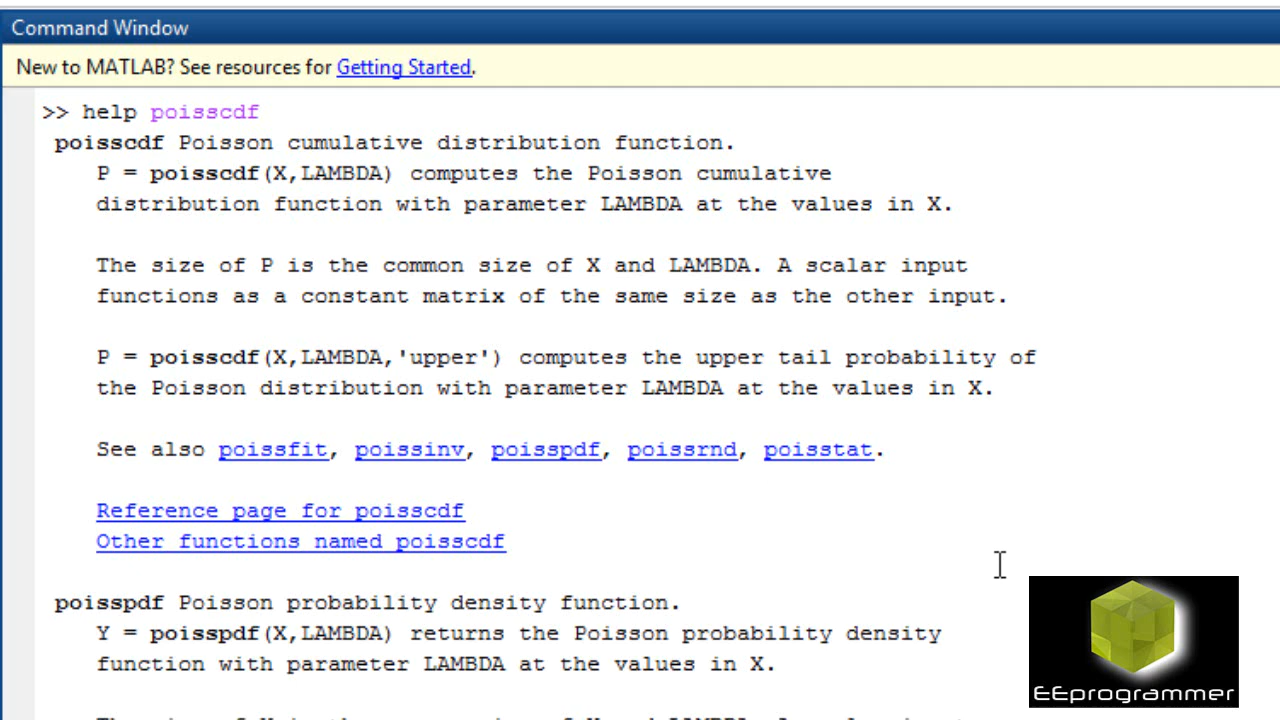 Command Window
New to MATLAB? See resources for Getting Started.
>> help poisscdf
poisscdf Poisson cumulative distribution function.
P = poisscdf(X,LAMBDA) computes the Poisson cumulative
distribution function with parameter LAMBDA at the values in X.
The size of P is the common size of X and LAMBDA. A scalar input
functions as a constant matrix of the same size as the other input.
P = poisscdf(X,LAMBDA,'upper') computes the upper tail probability of
the Poisson distribution with parameter LAMBDA at the values in X.
See also poissfit, poissinv, poisspdf, poissrnd, poisstat.
Reference page for poisscdf
Other functions named poisscdf
poisspdf Poisson probability density function.
Y = poisspdf(X,LAMBDA) returns the Poisson probability density
function with parameter LAMBDA at the values in X.
EEprogrammer